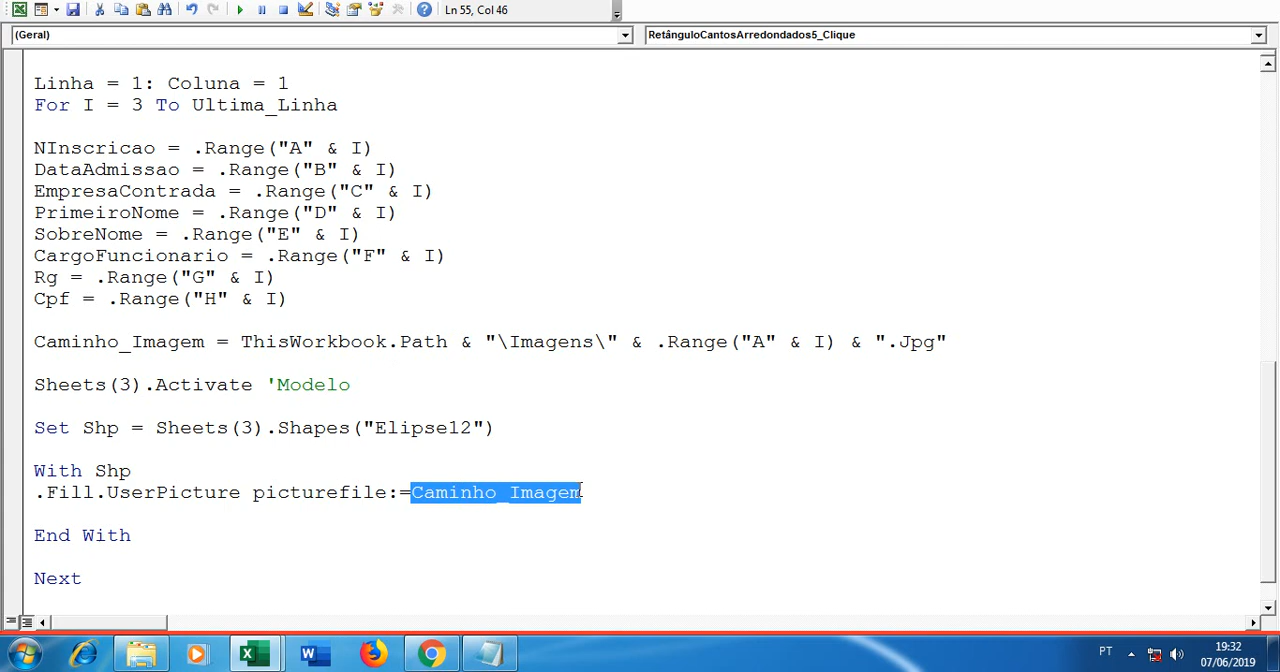 Ln 55, Col 46
(Geral)
RetânguloCantosArredondados5_Clique
Linha = 1: Coluna = 1
For I = 3 To Ultima_Linha
NInscricao = .Range("A" & I)
DataAdmissao = .Range("B" & I)
EmpresaContrada = .Range("C" & I)
PrimeiroNome = .Range("D" & I)
SobreNome = .Range("E" & I)
CargoFuncionario = .Range("F" & I)
Rg = .Range("G" & I)
Cpf = .Range("H" & I)
Caminho_Imagem = ThisWorkbook.Path & "\Imagens\" & .Range("A" & I) & ".Jpg"
Sheets(3).Activate 'Modelo
Set Shp = Sheets(3).Shapes("Elipse12")
With Shp
.Fill.UserPicture picturefile:=Caminho_Imagem
End With
Next
PT
19:32
07/06/2019